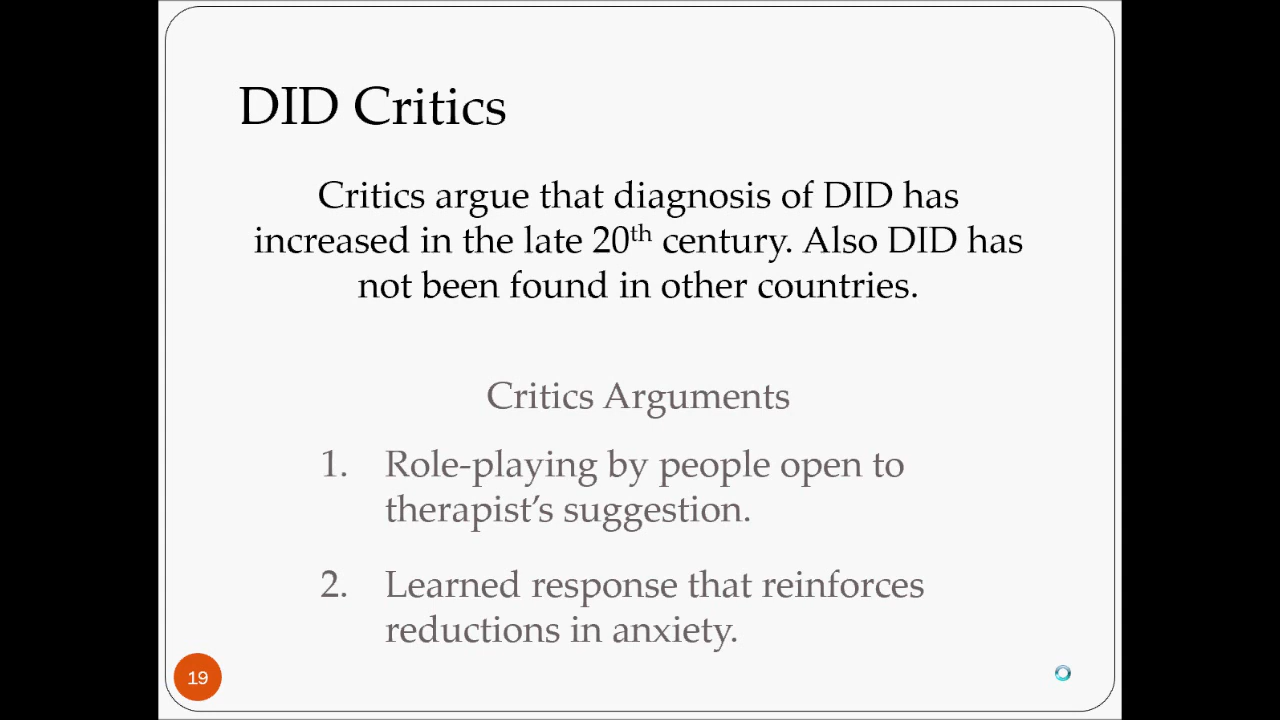 DID Critics
Critics argue that diagnosis of DID has
increased in the late 20th century. Also DID has
not been found in other countries.
Critics Arguments
1. Role-playing by people open to
therapist’s suggestion.
2. Learned response that reinforces
reductions in anxiety.
19